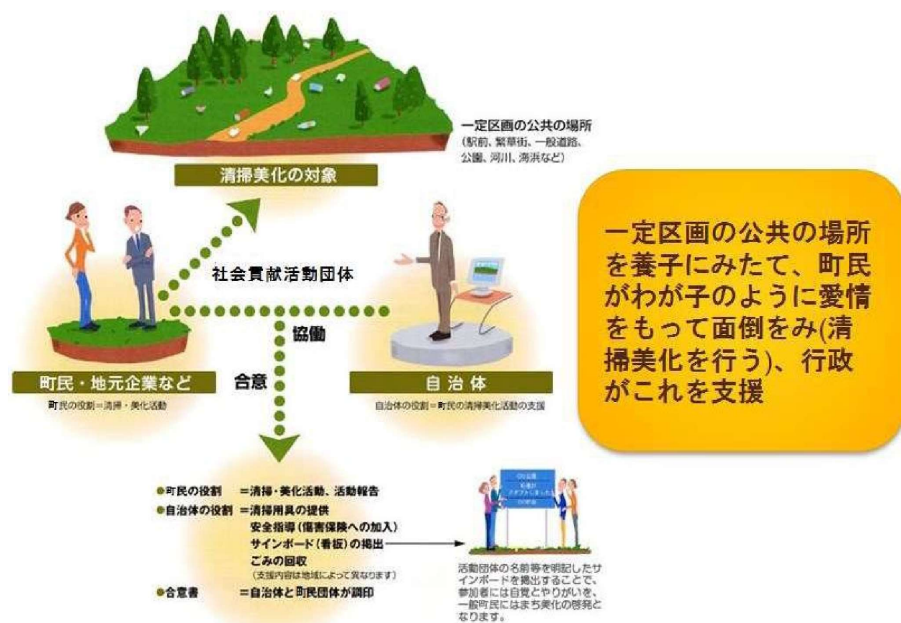 一定区画の公共の場所
(駅前、繁華街、一般道路、
公園、河川、海浜など)
清掃美化の対象
社会貢献活動団体
協働
合意
町民・地元企業など
町民の役割=清掃・美化活動
自治体
自治体の役割=町民の清掃美化活動の支援
一定区画の公共の場所
を養子にみたて、町民
がわが子のように愛情
をもって面倒をみ(清
掃美化を行う)、行政
がこれを支援
●町民の役割 =清掃・美化活動、活動報告
●自治体の役割=清掃用具の提供
安全指導(傷害保険への加入)
サインボード(看板)の掲出
ごみの回収
(支援内容は地域によって異なります)
●合意書 =自治体と町民団体が調印
活動団体の名前等を明記したサ
インボードを掲出することで、
参加者には自覚とやりがいを、
一般町民にはまち美化の啓発と
なります。